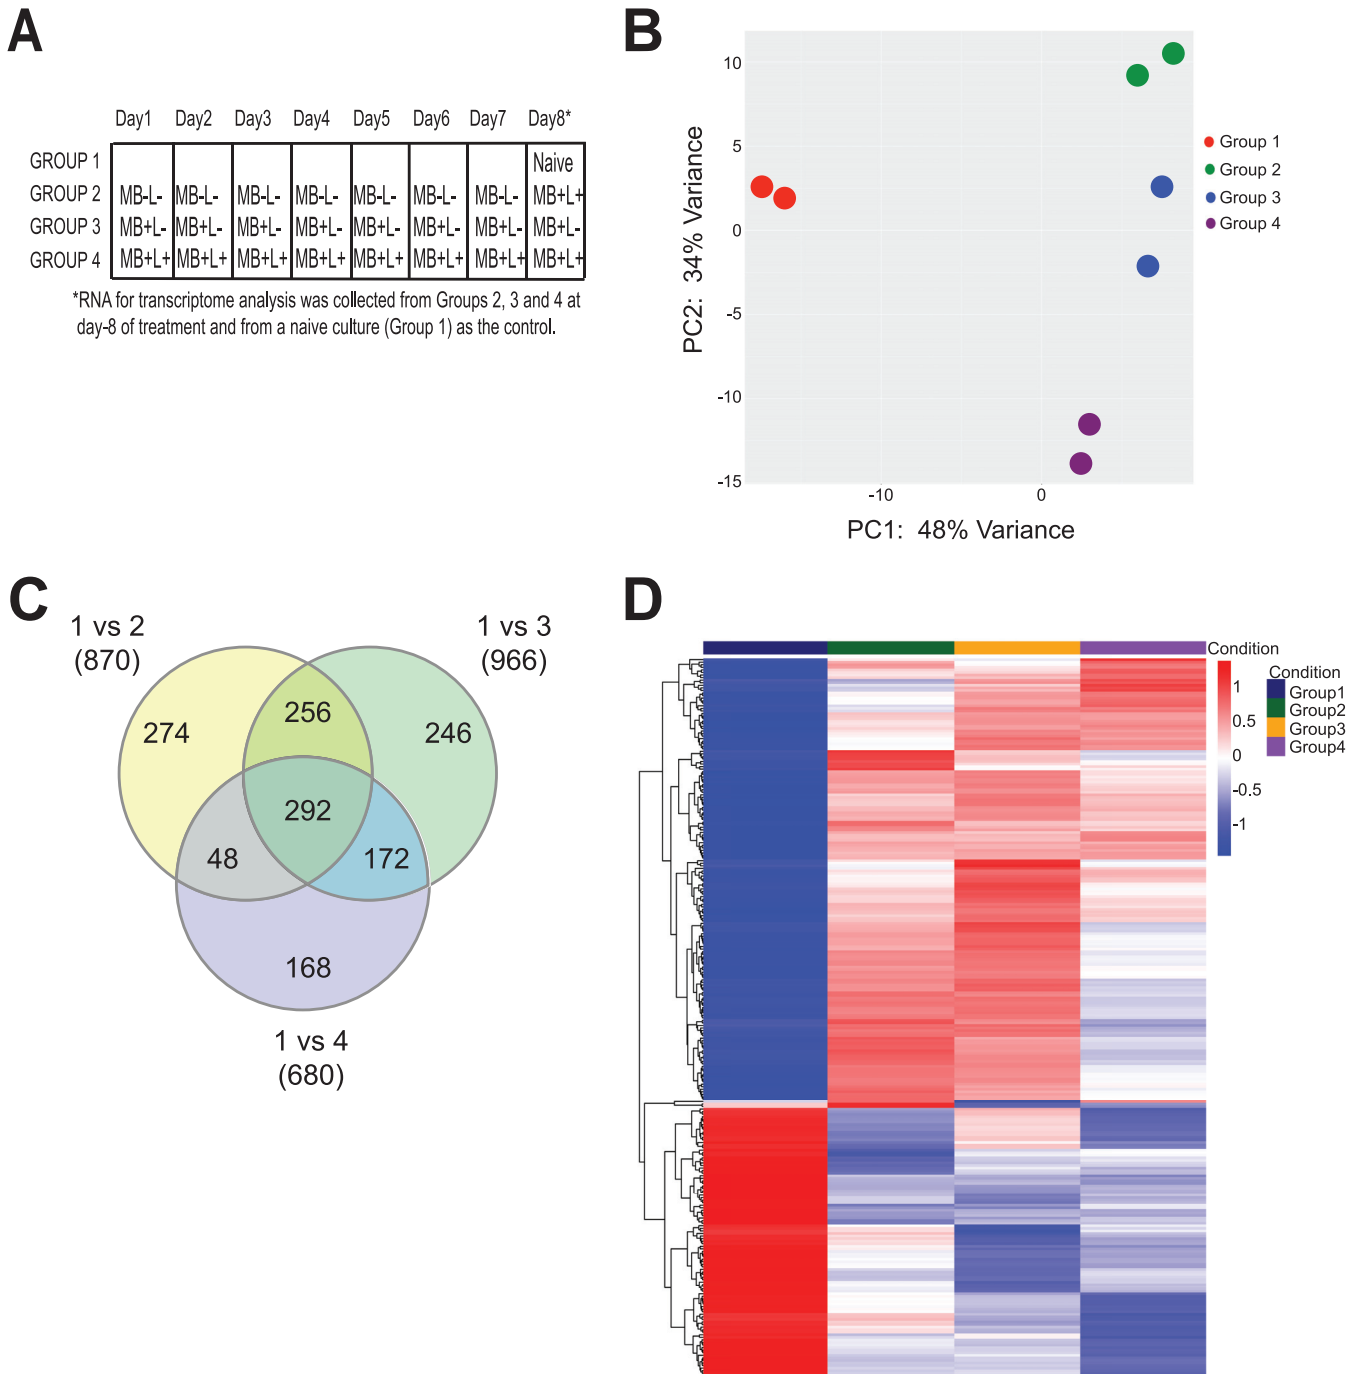 A
Day1 Day2 Day3 Day4 Day5 Day6 Day7 Day8*
GROUP 1 Naive
GROUP 2 MB-L- MB-L- MB-L- MB-L- MB-L- MB-L- MB-L- MB+L+
GROUP 3 MB+L- MB+L- MB+L- MB+L- MB+L- MB+L- MB+L- MB+L-
GROUP 4 MB+L+ MB+L+ MB+L+ MB+L+ MB+L+ MB+L+ MB+L+ MB+L+
*RNA for transcriptome analysis was collected from Groups 2, 3 and 4 at
day-8 of treatment and from a naive culture (Group 1) as the control.
B
10
5
0
-5
-10
-15
PC2: 34% Variance
-10 0
PC1: 48% Variance
Group 1
Group 2
Group 3
Group 4
C
1 vs 2
(870)
1 vs 3
(966)
274
256
246
292
48
172
168
1 vs 4
(680)
D
Condition
1
0.5
0
-0.5
-1
Condition
Group1
Group2
Group3
Group4